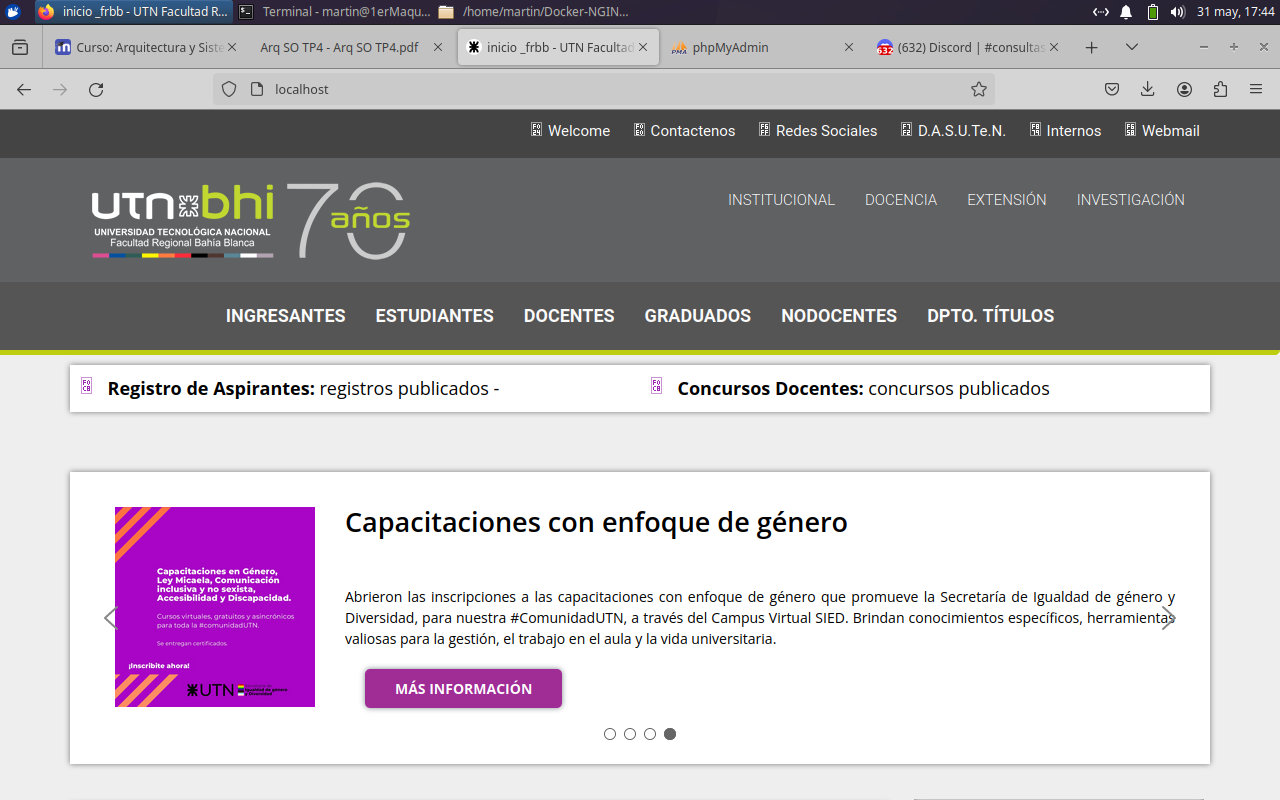 inicio _frbb - UTN Facultad R...
Terminal - martin@1erMaqu...
/home/martin/Docker-NGIN...
31 may, 17:44
Curso: Arquitectura y Siste
Arq SO TP4 - Arq SO TP4.pdf
inicio _frbb - UTN Facultad
phpMyAdmin
(632) Discord | #consultas
localhost
Welcome
Contactenos
Redes Sociales
D.A.S.U.Te.N.
Internos
Webmail
UTN bhi
UNIVERSIDAD TECNOLÓGICA NACIONAL
Facultad Regional Bahía Blanca
70 años
INSTITUCIONAL
DOCENCIA
EXTENSIÓN
INVESTIGACIÓN
INGRESANTES
ESTUDIANTES
DOCENTES
GRADUADOS
NODOCENTES
DPTO. TÍTULOS
Registro de Aspirantes: registros publicados -
Concursos Docentes: concursos publicados
Capacitaciones en Género,
Ley Micaela, Comunicación
inclusiva y no sexista,
Accesibilidad y Discapacidad.
Cursos virtuales, gratuitos y asincrónicos
para toda la #comunidadUTN.
Se entregan certificados.
¡Inscribite ahora!
UTN
Igualdad de género
y Diversidad
Capacitaciones con enfoque de género
Abrieron las inscripciones a las capacitaciones con enfoque de género que promueve la Secretaría de Igualdad de género y
Diversidad, para nuestra #ComunidadUTN, a través del Campus Virtual SIED. Brindan conocimientos específicos, herramientas
valiosas para la gestión, el trabajo en el aula y la vida universitaria.
MÁS INFORMACIÓN